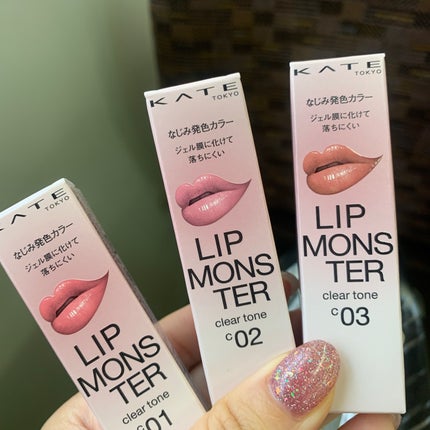 KATE
TOKYO
なじみ発色カラー
ジェル膜に化けて
落ちにくい
LIP
MONS
TER
clear tone
C01
KATE
TOKYO
なじみ発色カラー
ジェル膜に化けて
落ちにくい
LIP
MONS
TER
clear tone
C02
KATE
TOKYO
なじみ発色カラー
ジェル膜に化けて
落ちにくい
LIP
MONS
TER
clear tone
C03